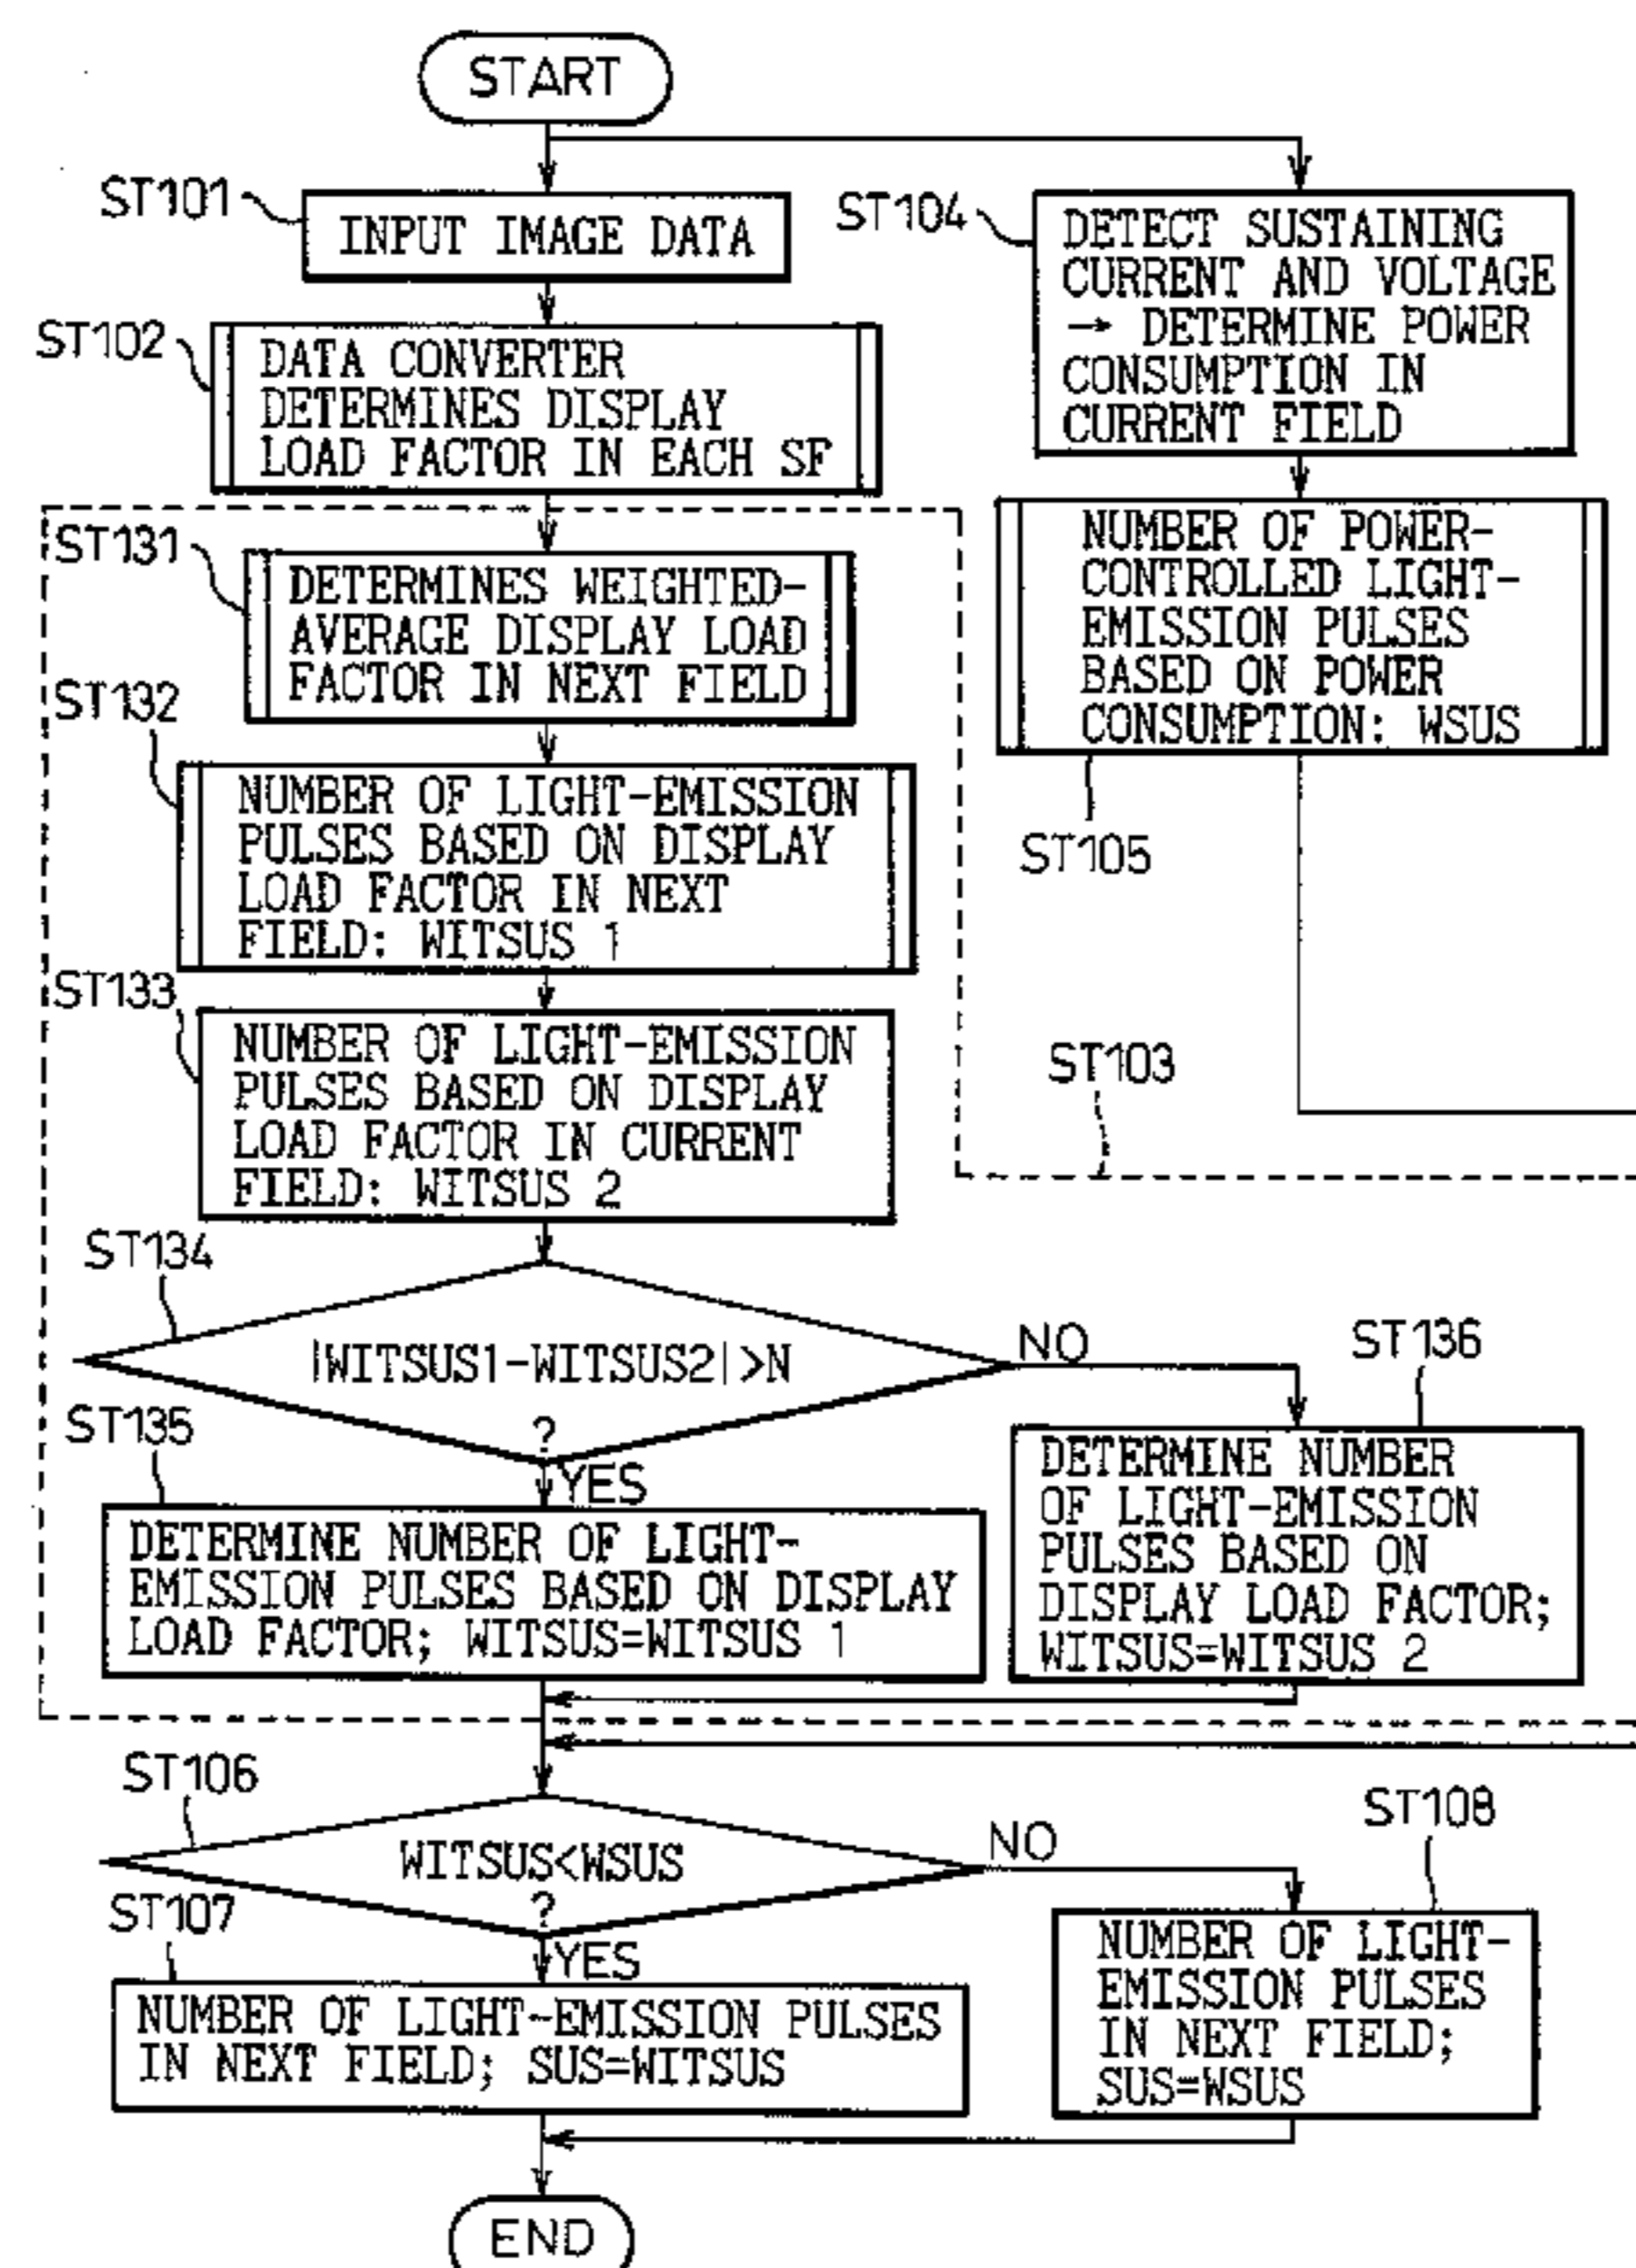 START
ST101
INPUT IMAGE DATA
ST102
DATA CONVERTER
DETERMINES DISPLAY
LOAD FACTOR IN EACH SF
ST104
DETECT SUSTAINING
CURRENT AND VOLTAGE
→ DETERMINE POWER
CONSUMPTION IN
CURRENT FIELD
ST131
DETERMINES WEIGHTED-
AVERAGE DISPLAY LOAD
FACTOR IN NEXT FIELD
NUMBER OF POWER-
CONTROLLED LIGHT-
EMISSION PULSES
BASED ON POWER
CONSUMPTION: WSUS
ST105
ST132
NUMBER OF LIGHT-EMISSION
PULSES BASED ON DISPLAY
LOAD FACTOR IN NEXT
FIELD: WITSUS 1
ST133
NUMBER OF LIGHT-EMISSION
PULSES BASED ON DISPLAY
LOAD FACTOR IN CURRENT
FIELD: WITSUS 2
ST103
ST134
|WITSUS1-WITSUS2|>N
?
NO
YES
ST135
DETERMINE NUMBER OF LIGHT-
EMISSION PULSES BASED ON DISPLAY
LOAD FACTOR; WITSUS=WITSUS 1
ST136
DETERMINE NUMBER
OF LIGHT-EMISSION
PULSES BASED ON
DISPLAY LOAD FACTOR;
WITSUS=WITSUS 2
ST106
WITSUS<WSUS
?
NO
YES
ST107
NUMBER OF LIGHT-EMISSION PULSES
IN NEXT FIELD; SUS=WITSUS
ST108
NUMBER OF LIGHT-
EMISSION PULSES
IN NEXT FIELD;
SUS=WSUS
END